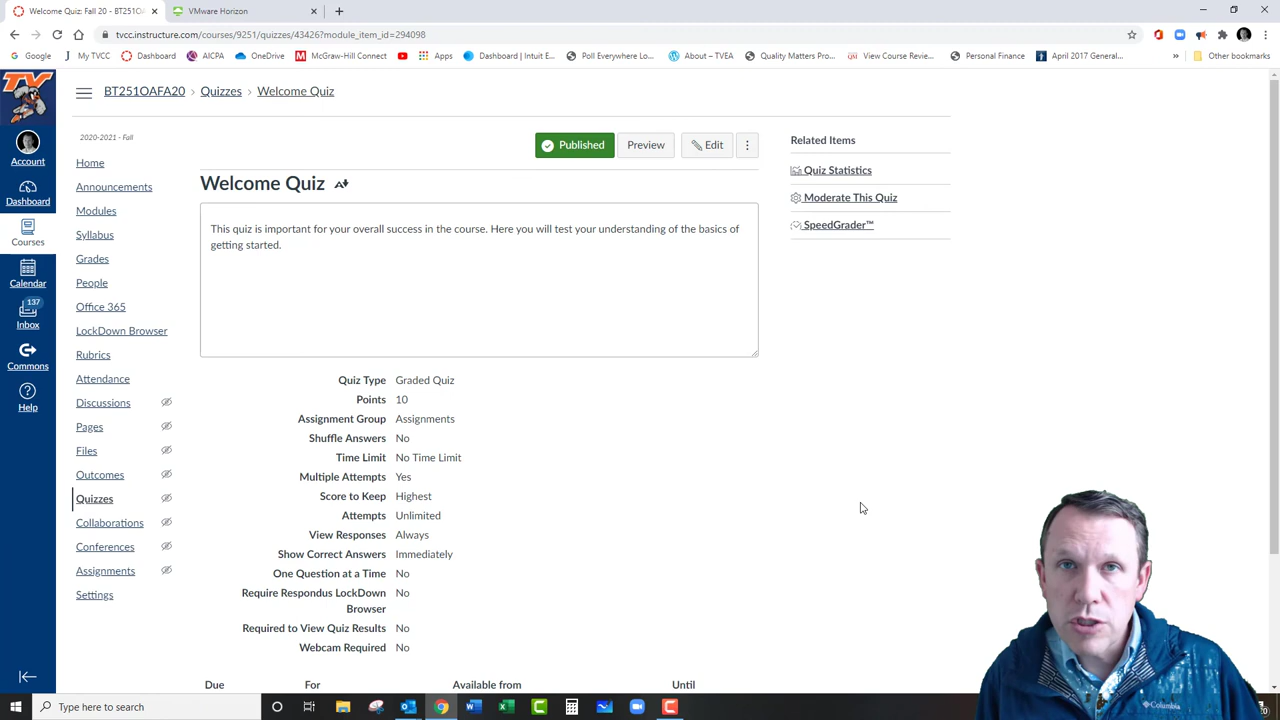 Welcome Quiz: Fall 20 - BT251OA
VMware Horizon
tvcc.instructure.com/courses/9251/quizzes/43426?module_item_id=294098
Google
My TVCC
Dashboard
AICPA
OneDrive
McGraw-Hill Connect
Apps
Dashboard | Intuit E...
Poll Everywhere Lo...
About – TVEA
Quality Matters Pro...
View Course Revie...
Personal Finance
April 2017 General...
»
Other bookmarks
TV
BT251OAFA20 > Quizzes > Welcome Quiz
2020-2021 - Fall
Account
Dashboard
Courses
Calendar
137
Inbox
Commons
Help
Home
Announcements
Modules
Syllabus
Grades
People
Office 365
LockDown Browser
Rubrics
Attendance
Discussions
Pages
Files
Outcomes
Quizzes
Collaborations
Conferences
Assignments
Settings
Published
Preview
Edit
Welcome Quiz
This quiz is important for your overall success in the course. Here you will test your understanding of the basics of
getting started.
Quiz Type Graded Quiz
Points 10
Assignment Group Assignments
Shuffle Answers No
Time Limit No Time Limit
Multiple Attempts Yes
Score to Keep Highest
Attempts Unlimited
View Responses Always
Show Correct Answers Immediately
One Question at a Time No
Require Respondus LockDown No
Browser
Required to View Quiz Results No
Webcam Required No
Due For Available from Until
Related Items
Quiz Statistics
Moderate This Quiz
SpeedGrader™
Columbia
Type here to search